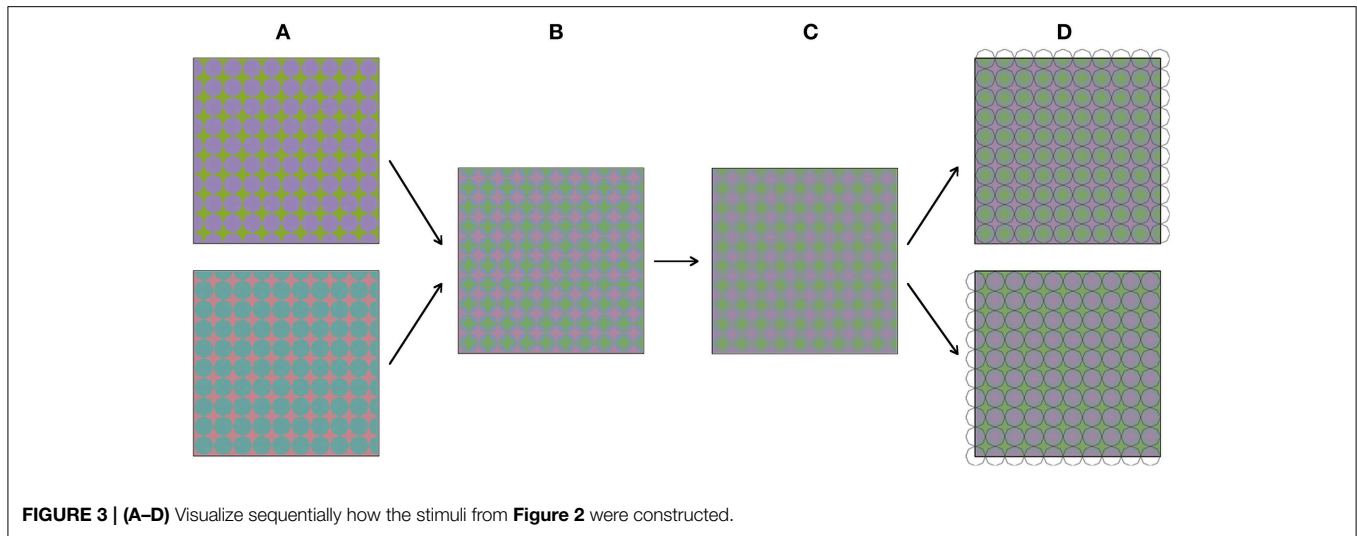 A B C D
FIGURE 3 | (A–D) Visualize sequentially how the stimuli from Figure 2 were constructed.